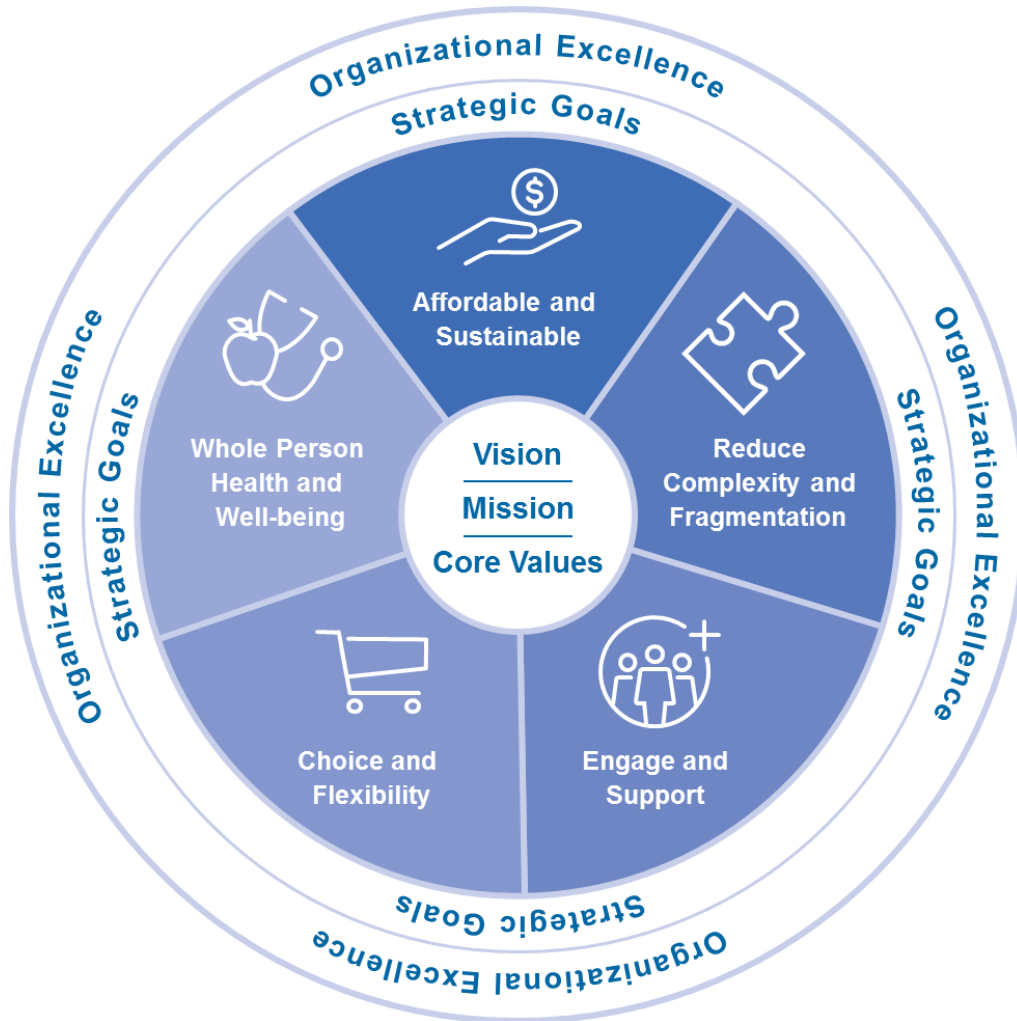 Organizational Excellence
Strategic Goals
Affordable and
Sustainable
Organizational Excellence
Strategic Goals
Whole Person
Health and
Well-being
Vision
Mission
Core Values
Reduce
Complexity and
Fragmentation
Strategic Goals
Organizational Excellence
$
Choice and
Flexibility
Engage and
Support
Strategic Goals
Organizational Excellence